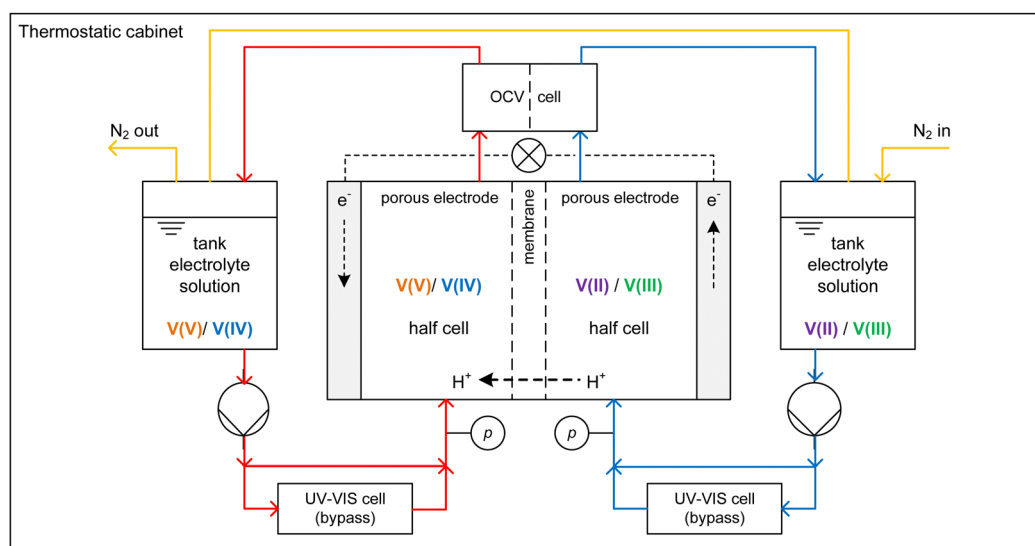 Thermostatic cabinet
OCV cell
N₂ out
N₂ in
e⁻
porous electrode
membrane
porous electrode
e⁻
tank
electrolyte
solution
V(V)/ V(IV)
V(V)/ V(IV)
half cell
V(II) / V(III)
half cell
tank
electrolyte
solution
V(II) / V(III)
H⁺
H⁺
p
p
UV-VIS cell
(bypass)
UV-VIS cell
(bypass)